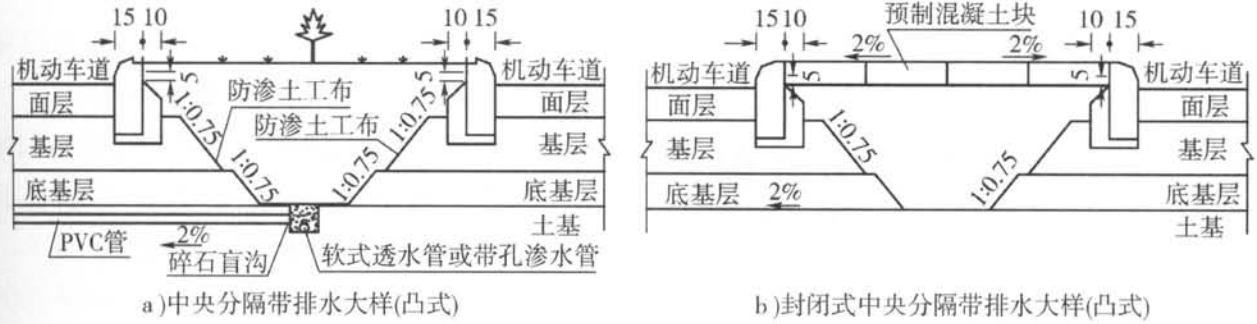 15 10
10 15
机动车道
5
5
机动车道
面层
1:0.75
防渗土工布
防渗土工布
1:0.75
面层
基层
基层
底基层
1:0.75
1:0.75
底基层
PVC管
2%
碎石盲沟
软式透水管或带孔渗水管
土基
a)中央分隔带排水大样(凸式)
15 10
预制混凝土块
10 15
2%
2%
机动车道
5
5
机动车道
面层
面层
基层
1:0.75
基层
底基层
2%
1:0.75
底基层
土基
b)封闭式中央分隔带排水大样(凸式)